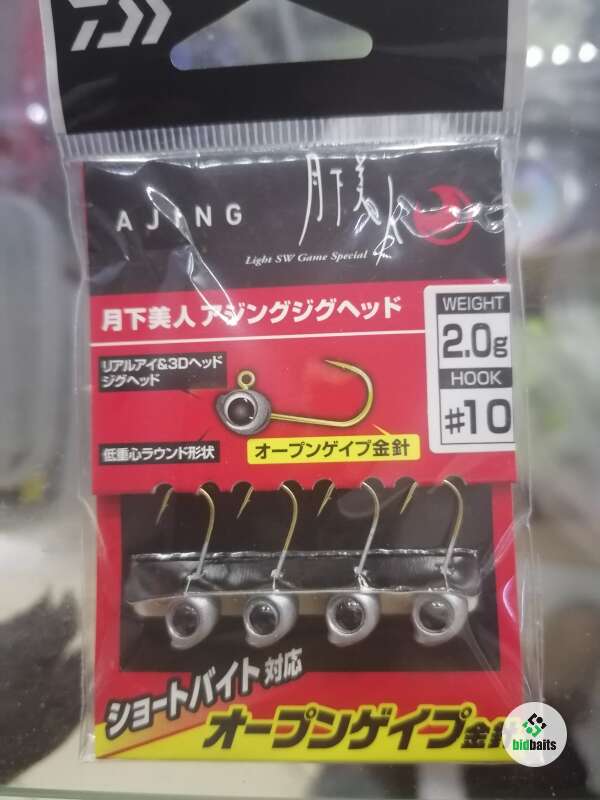 AJING 月下美人
Light SW Game Special
月下美人 アジングジグヘッド
WEIGHT
2.0g
HOOK
#10
リアルアイ&3Dヘッド
ジグヘッド
低重心ラウンド形状
オープンゲイプ金針
ショートバイト対応
オープンゲイプ金針
bidbaits